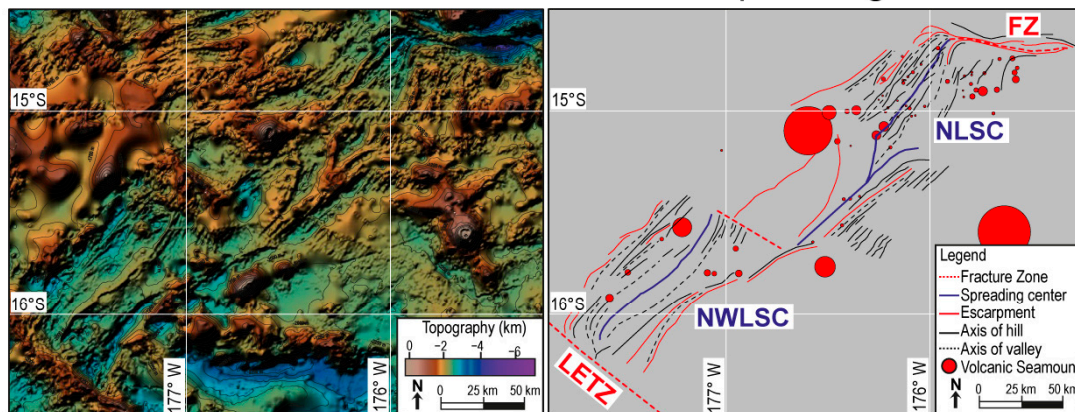 15°S
16°S
177° W
176° W
Topography (km)
0 −2 −4 −6
N
0 25 km 50 km
FZ
15°S
NLSC
16°S
NWLSC
LETZ
177° W
176° W
Legend
Fracture Zone
Spreading center
Escarpment
Axis of hill
Axis of valley
Volcanic Seamoun
N
0 25 km 50 km